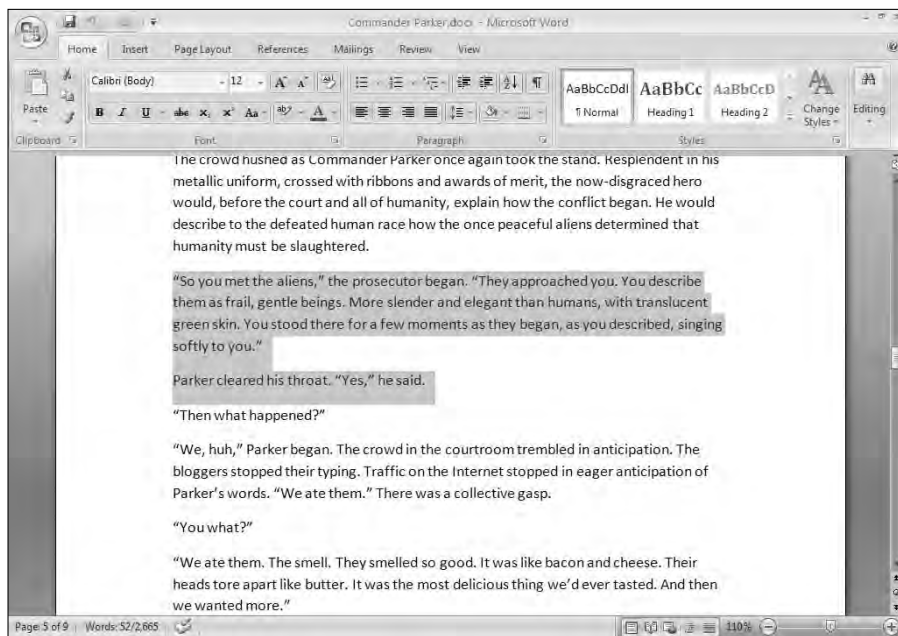 Commander Parker.docx - Microsoft Word
Home Insert Page Layout References Mailings Review View
Calibri (Body) 12 A A
AaBbCcDdI AaBbCc AaBbCcD
Paste
B I U abc x₂ x² Aa ab A
¶ Normal Heading 1 Heading 2
Change Styles
Editing
Clipboard Font Paragraph Styles
The crowd hushed as Commander Parker once again took the stand. Resplendent in his
metallic uniform, crossed with ribbons and awards of merit, the now-disgraced hero
would, before the court and all of humanity, explain how the conflict began. He would
describe to the defeated human race how the once peaceful aliens determined that
humanity must be slaughtered.
“So you met the aliens,” the prosecutor began. “They approached you. You describe
them as frail, gentle beings. More slender and elegant than humans, with translucent
green skin. You stood there for a few moments as they began, as you described, singing
softly to you.”
Parker cleared his throat. “Yes,” he said.
“Then what happened?”
“We, huh,” Parker began. The crowd in the courtroom trembled in anticipation. The
bloggers stopped their typing. Traffic on the Internet stopped in eager anticipation of
Parker’s words. “We ate them.” There was a collective gasp.
“You what?”
“We ate them. The smell. They smelled so good. It was like bacon and cheese. Their
heads tore apart like butter. It was the most delicious thing we’d ever tasted. And then
we wanted more.”
Page: 5 of 9 Words: 52/2,665 110%